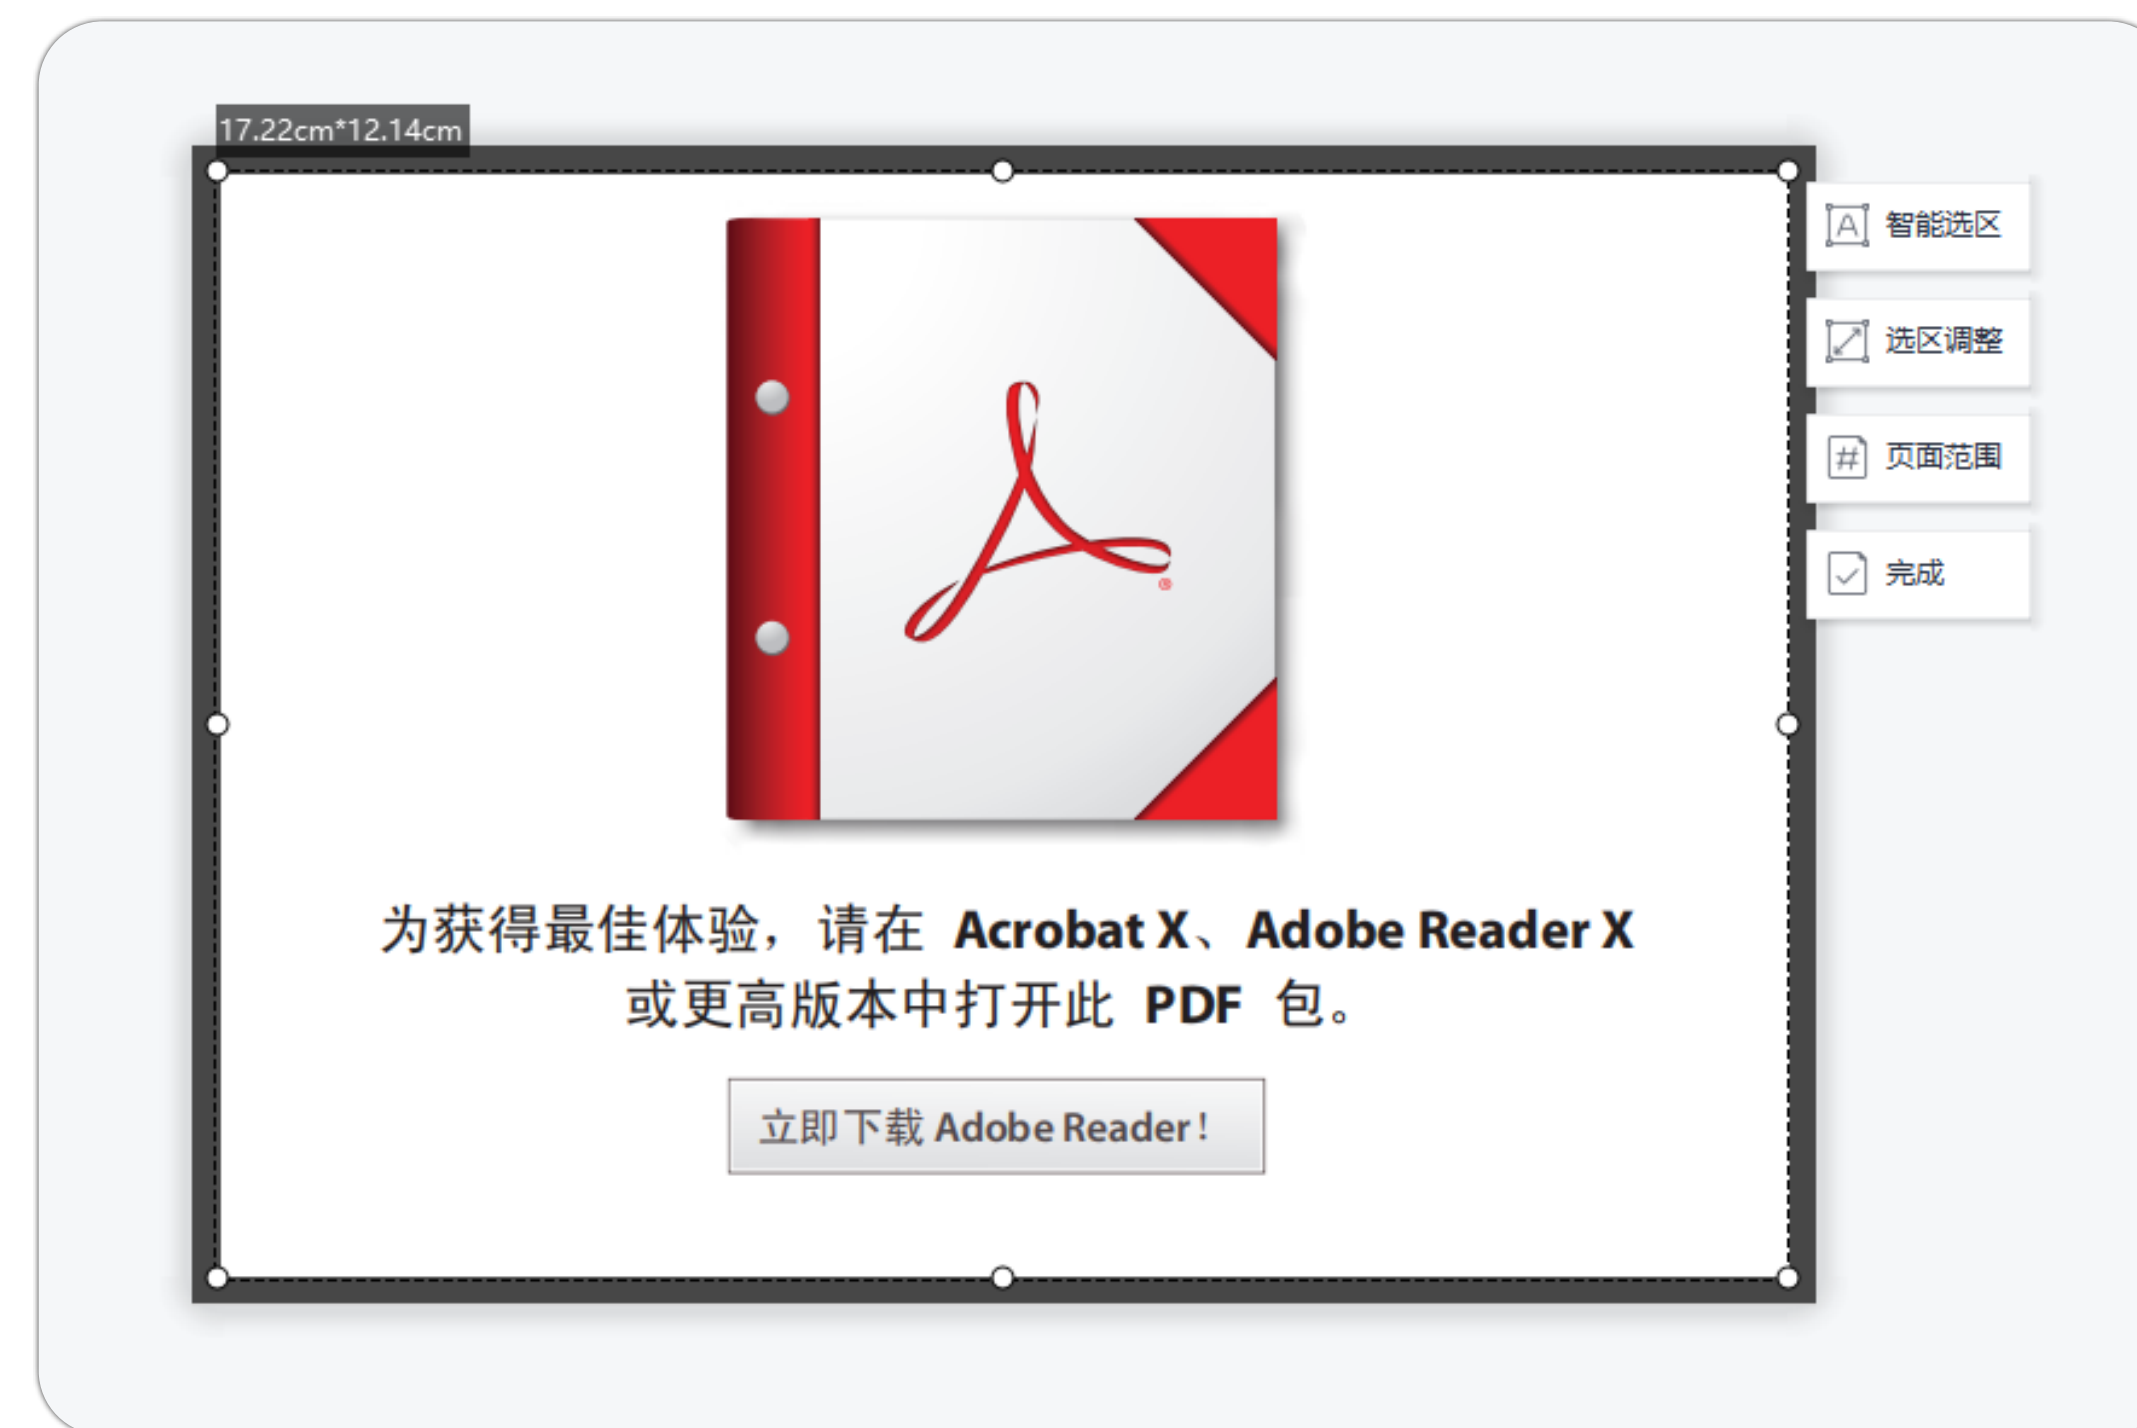 17.22cm*12.14cm
智能选区
选区调整
页面范围
完成
为获得最佳体验，请在 Acrobat X、Adobe Reader X
或更高版本中打开此 PDF 包。
立即下载 Adobe Reader！